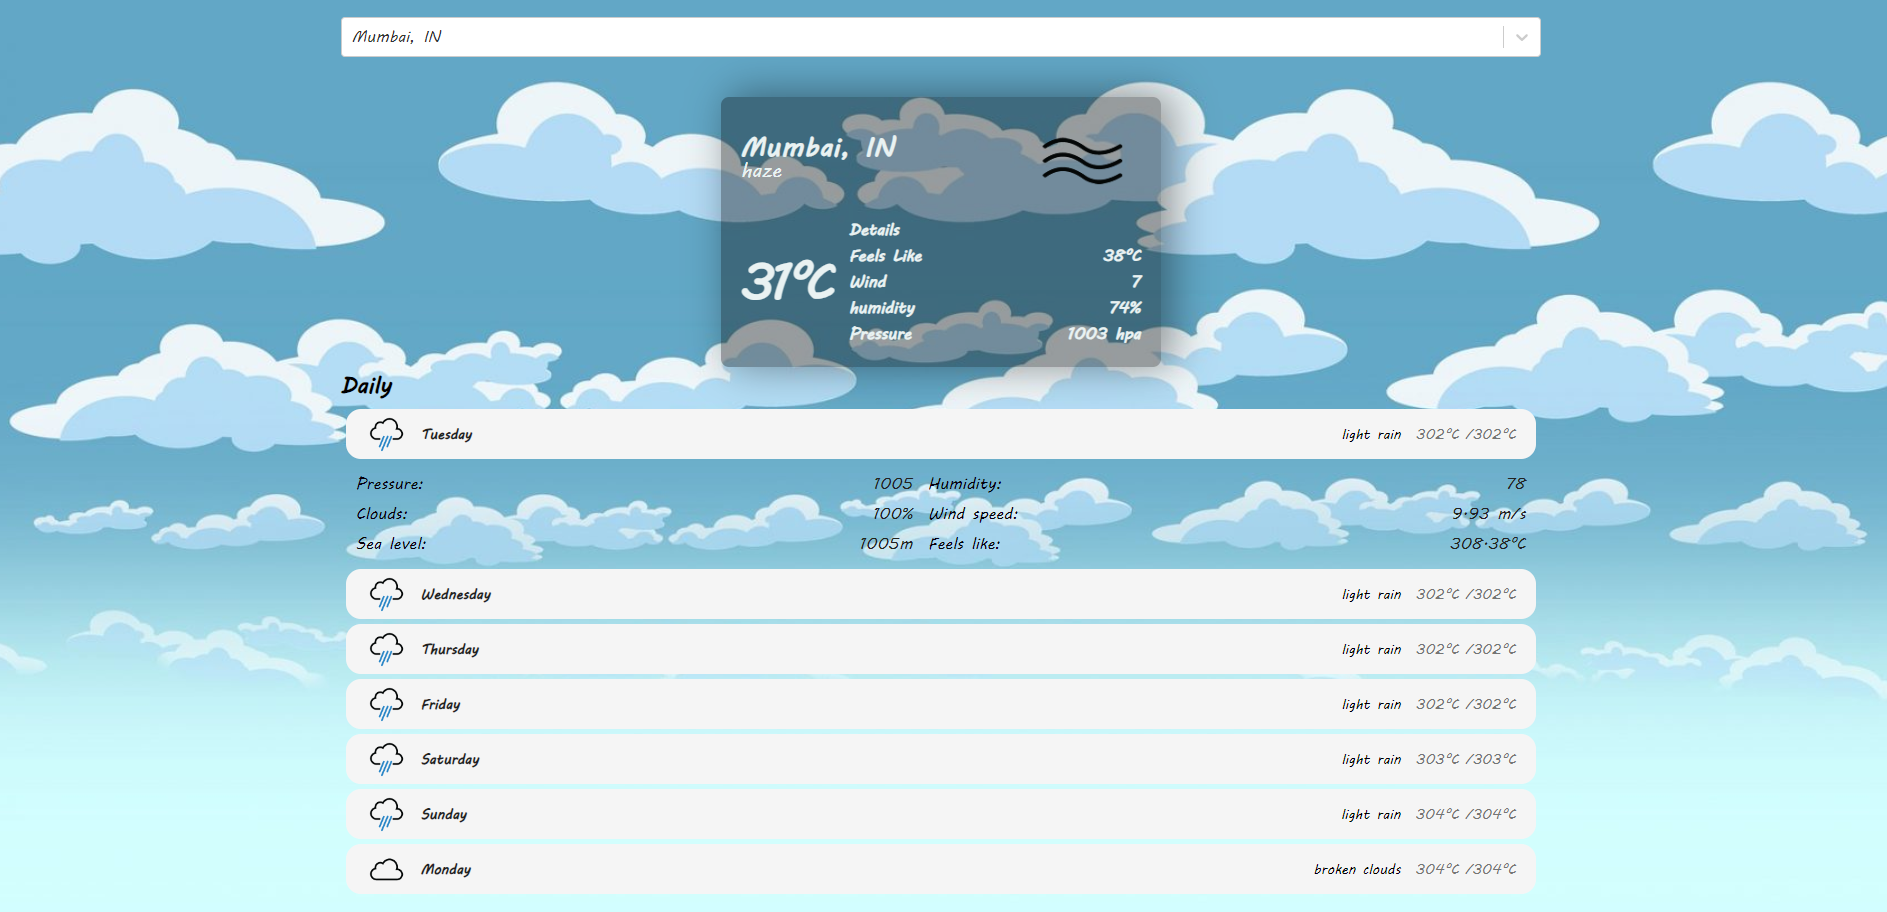 Mumbai, IN
Mumbai, IN
haze
31°C
Details
Feels Like 38°C
Wind 7
humidity 74%
Pressure 1003 hpa
Daily
Tuesday light rain 302°C /302°C
Pressure: 1005 Humidity: 78
Clouds: 100% Wind speed: 9.93 m/s
Sea level: 1005m Feels like: 308.38°C
Wednesday light rain 302°C /302°C
Thursday light rain 302°C /302°C
Friday light rain 302°C /302°C
Saturday light rain 303°C /303°C
Sunday light rain 304°C /304°C
Monday broken clouds 304°C /304°C